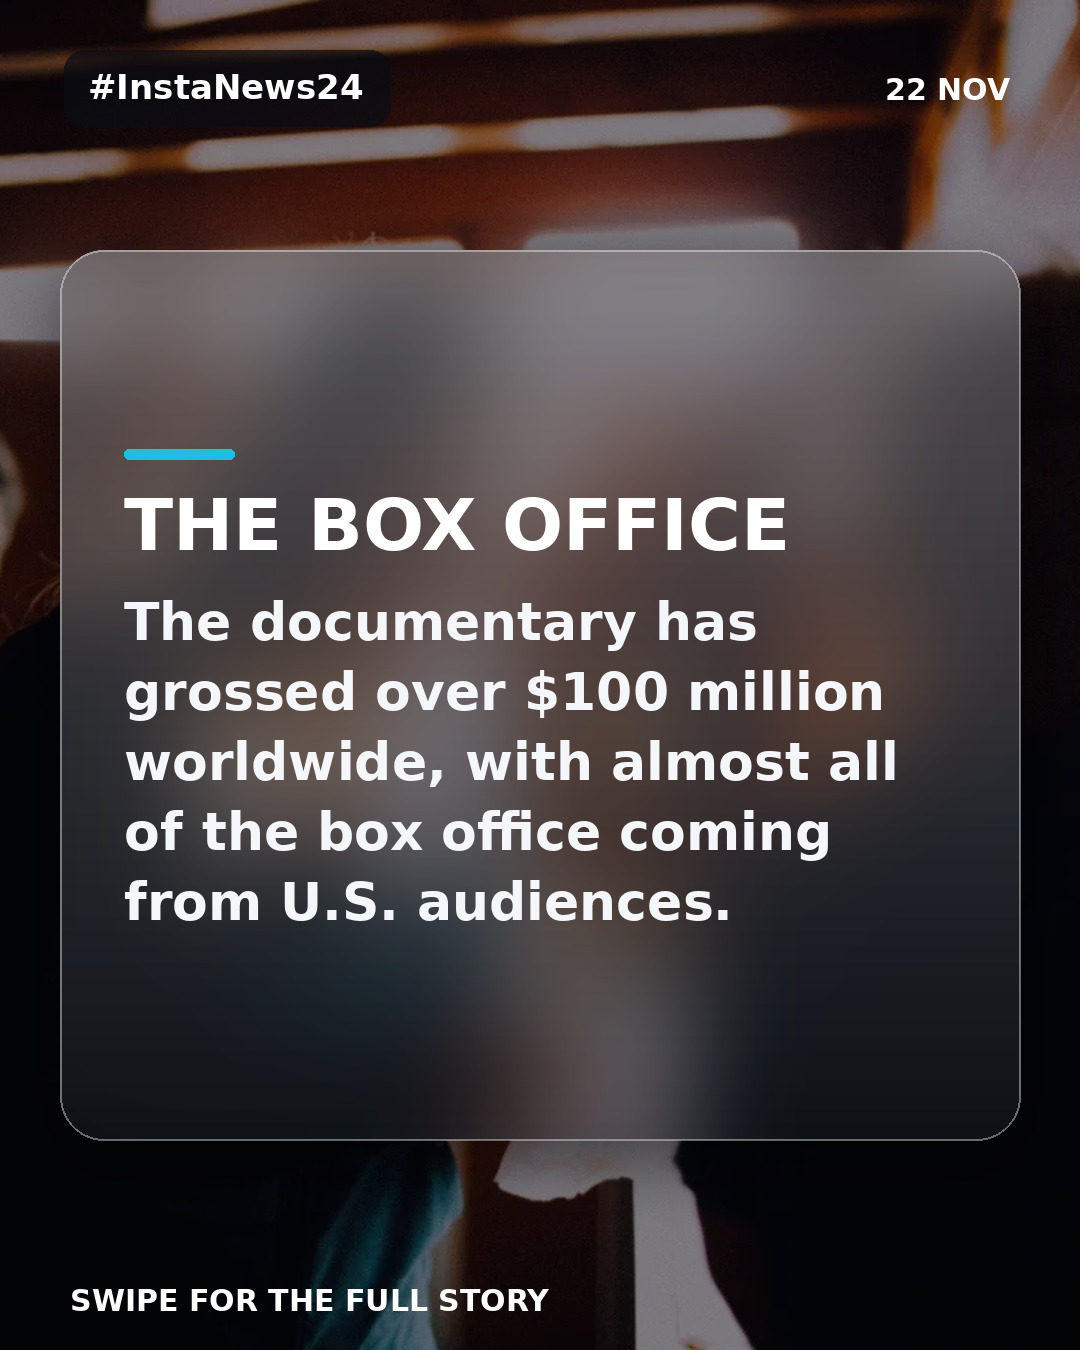 #InstaNews24
22 NOV
THE BOX OFFICE
The documentary has
grossed over $100 million
worldwide, with almost all
of the box office coming
from U.S. audiences.
SWIPE FOR THE FULL STORY